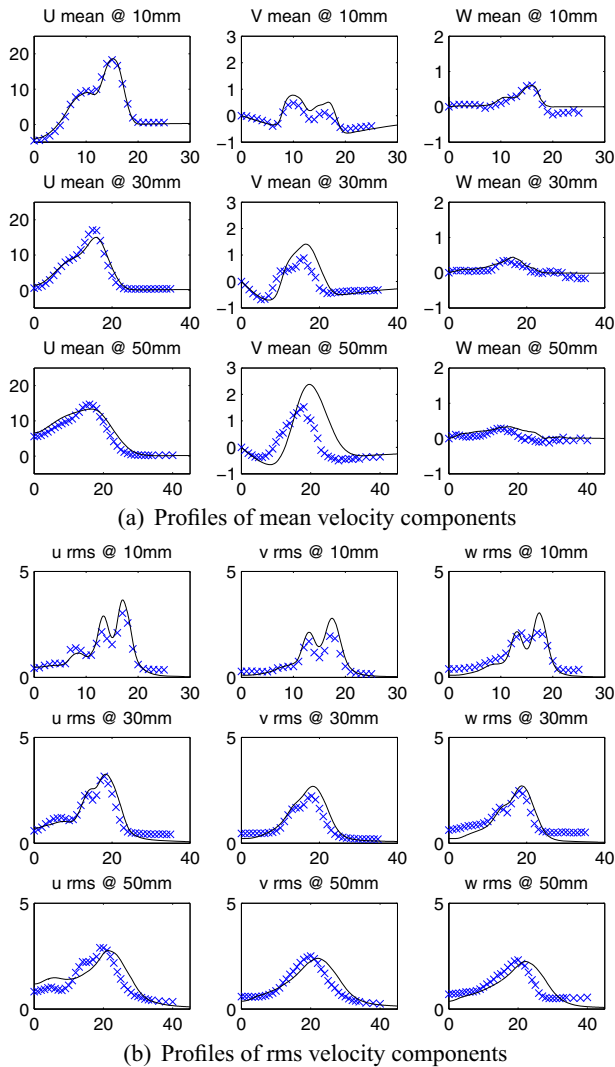 U mean @ 10mm V mean @ 10mm W mean @ 10mm
20 3 2
10 2 1
0 1 0
0 −1
−1
0 10 20 30 0 10 20 30 0 10 20 30
U mean @ 30mm V mean @ 30mm W mean @ 30mm
20 3 2
10 2 1
0 1 0
0 −1
−1
0 20 40 0 20 40 0 20 40
U mean @ 50mm V mean @ 50mm W mean @ 50mm
20 3 2
10 2 1
0 1 0
0 −1
−1
0 20 40 0 20 40 0 20 40
(a) Profiles of mean velocity components
u rms @ 10mm v rms @ 10mm w rms @ 10mm
5 5 5
0 0 0
0 10 20 30 0 10 20 30 0 10 20 30
u rms @ 30mm v rms @ 30mm w rms @ 30mm
5 5 5
0 0 0
0 20 40 0 20 40 0 20 40
u rms @ 50mm v rms @ 50mm w rms @ 50mm
5 5 5
0 0 0
0 20 40 0 20 40 0 20 40
(b) Profiles of rms velocity components